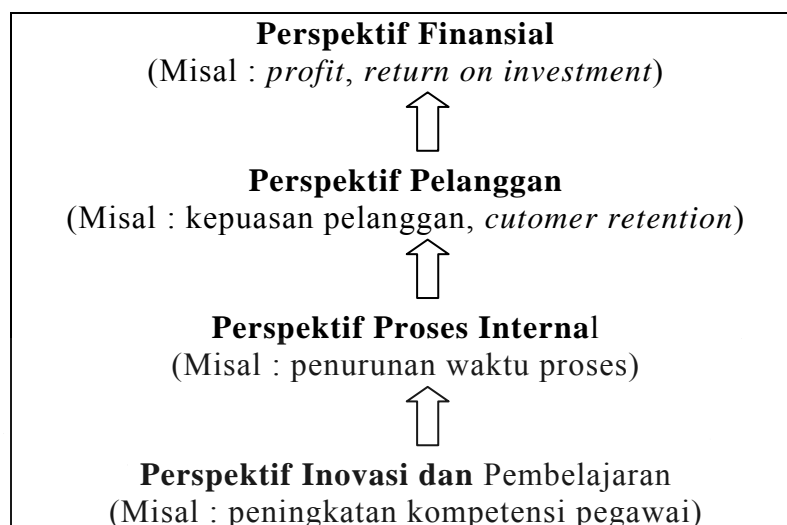 Perspektif Finansial
(Misal : profit, return on investment)
Perspektif Pelanggan
(Misal : kepuasan pelanggan, cutomer retention)
Perspektif Proses Internal
(Misal : penurunan waktu proses)
Perspektif Inovasi dan Pembelajaran
(Misal : peningkatan kompetensi pegawai)